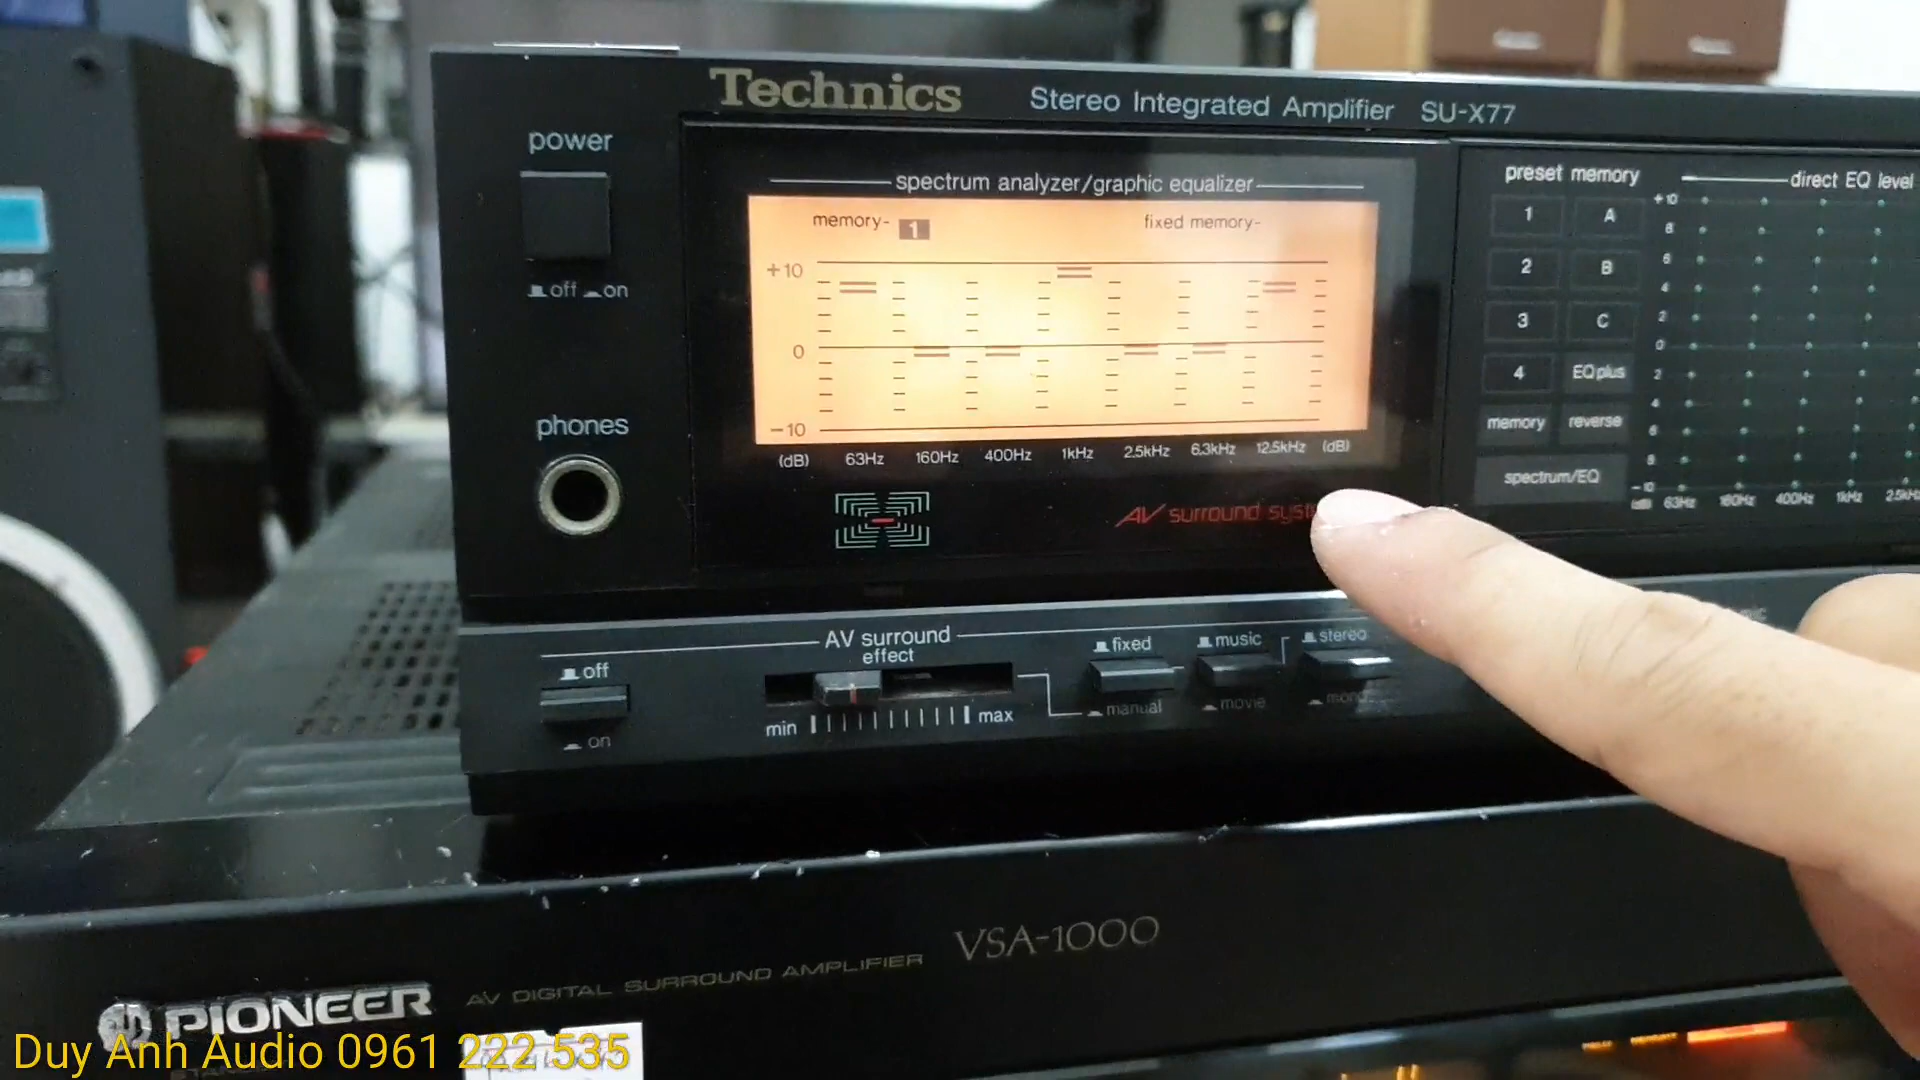 Technics
Stereo Integrated Amplifier SU-X77
power
off on
phones
spectrum analyzer/graphic equalizer
memory- 1 fixed memory-
+10
0
-10
(dB) 63Hz 160Hz 400Hz 1kHz 2.5kHz 6.3kHz 12.5kHz (dB)
AV surround syst
preset memory
1 A
2 B
3 C
4 EQ plus
memory reverse
spectrum/EQ
direct EQ level
+10
8
6
4
2
0
2
4
6
8
-10
(dB) 63Hz 160Hz 400Hz 1kHz 2.5kHz
off
on
AV surround
effect
min max
fixed
manual
music
movie
stereo
mono
PIONEER AV DIGITAL SURROUND AMPLIFIER VSA-1000
Duy Anh Audio 0961 222 535